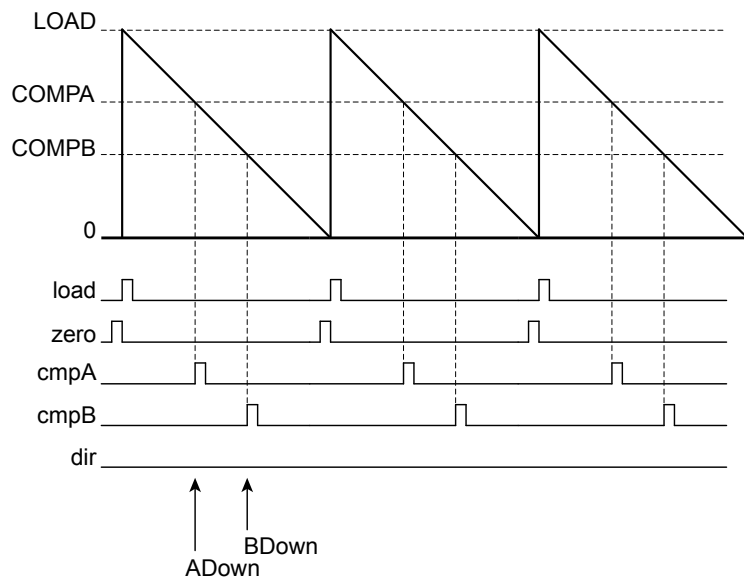 LOAD
COMPA
COMPB
0
load
zero
cmpA
cmpB
dir
BDown
ADown